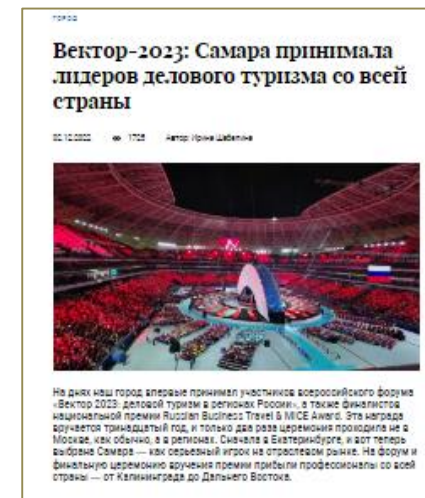 ГОРОД
Вектор-2023: Самара принимала
лидеров делового туризма со всей
страны
02.12.2022 1725 Автор: Ирина Шабалина
На днях наш город впервые принимал участников всероссийского форума
«Вектор 2023: деловой туризм в регионах России», а также финалистов
национальной премии Russian Business Travel & MICE Award. Эта награда
вручается тринадцатый год, и только два раза церемония проходила не в
Москве, как обычно, а в регионах. Сначала в Екатеринбурге, и вот теперь
выбрана Самара — как серьезный игрок на отраслевом рынке. На форум и
финальную церемонию вручения премии прибыли профессионалы со всей
страны — от Калининграда до Дальнего Востока.